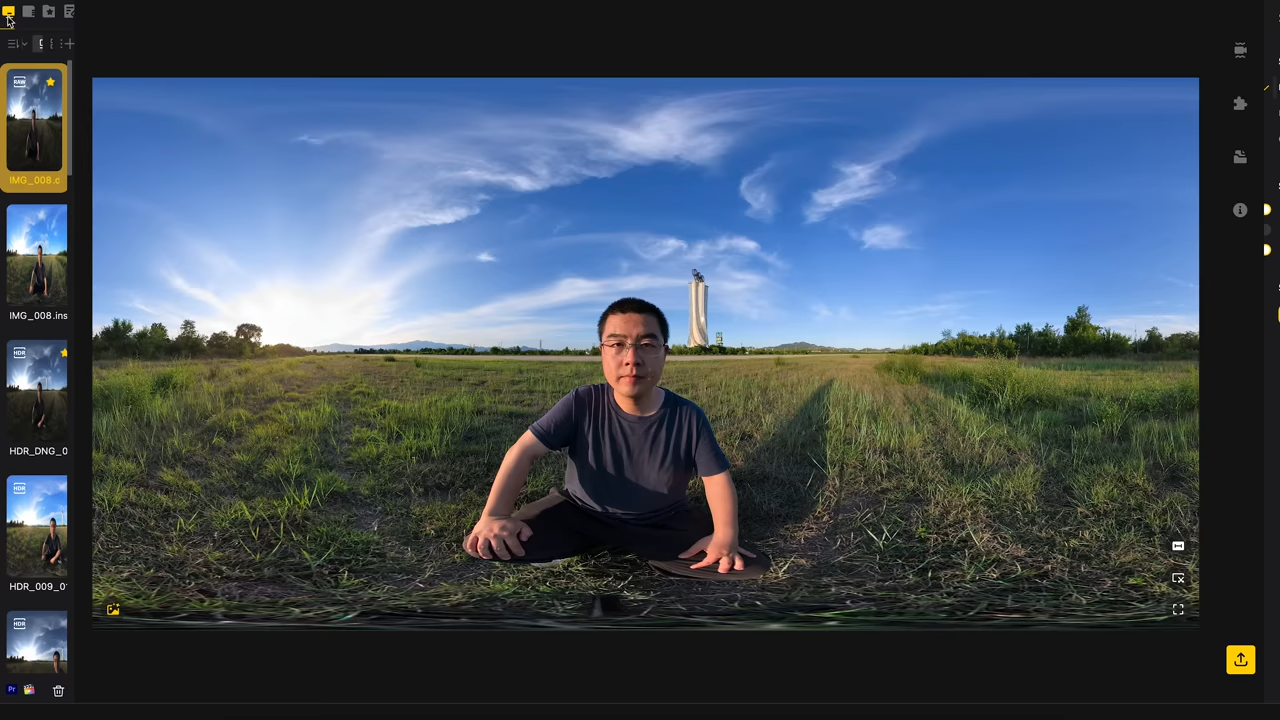 RAW
IMG_008.c
IMG_008.ins
HDR
HDR_DNG_0
HDR
HDR_009_0
HDR
Pr